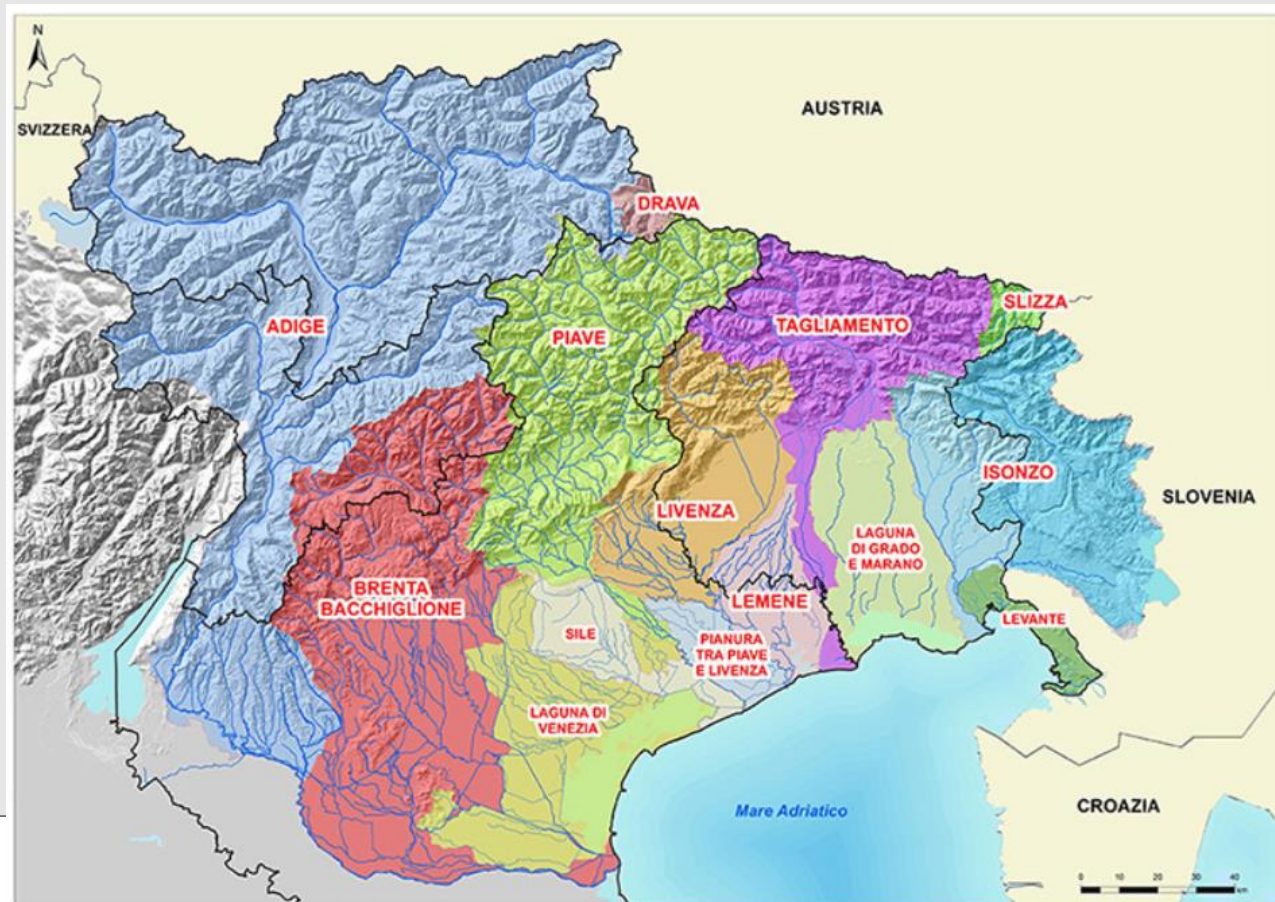 N
AUSTRIA
SVIZZERA
DRAVA
SLIZZA
ADIGE
PIAVE
TAGLIAMENTO
ISONZO
SLOVENIA
LIVENZA
LAGUNA
DI GRADO
E MARANO
BRENTA
BACCHIGLIONE
LEMENE
LEVANTE
SILE
PIANURA
TRA PIAVE
E LIVENZA
LAGUNA DI
VENEZIA
Mare Adriatico
CROAZIA
0 10 20 30 40
km